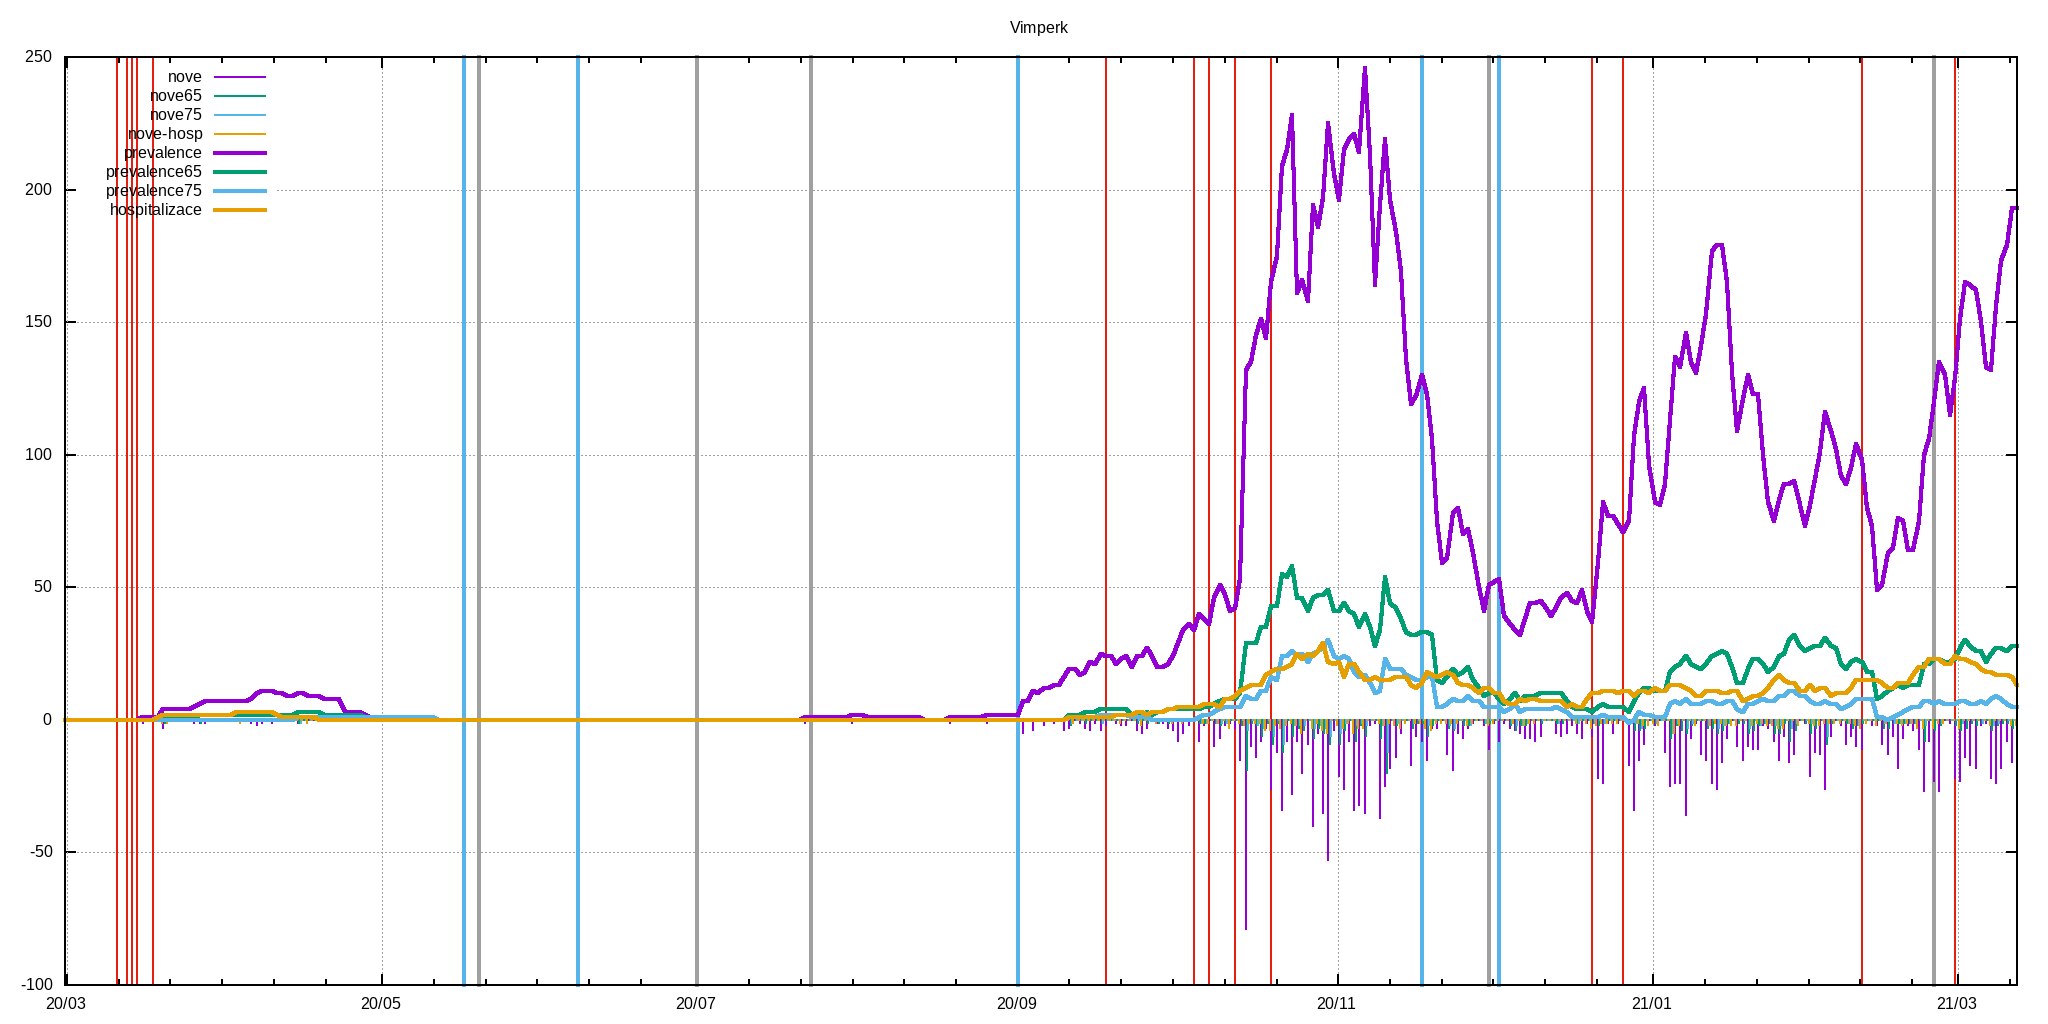 Vimperk
250
200
150
100
50
0
-50
-100
nove
nove65
nove75
nove-hosp
prevalence
prevalence65
prevalence75
hospitalizace
20/03 20/05 20/07 20/09 20/11 21/01 21/03